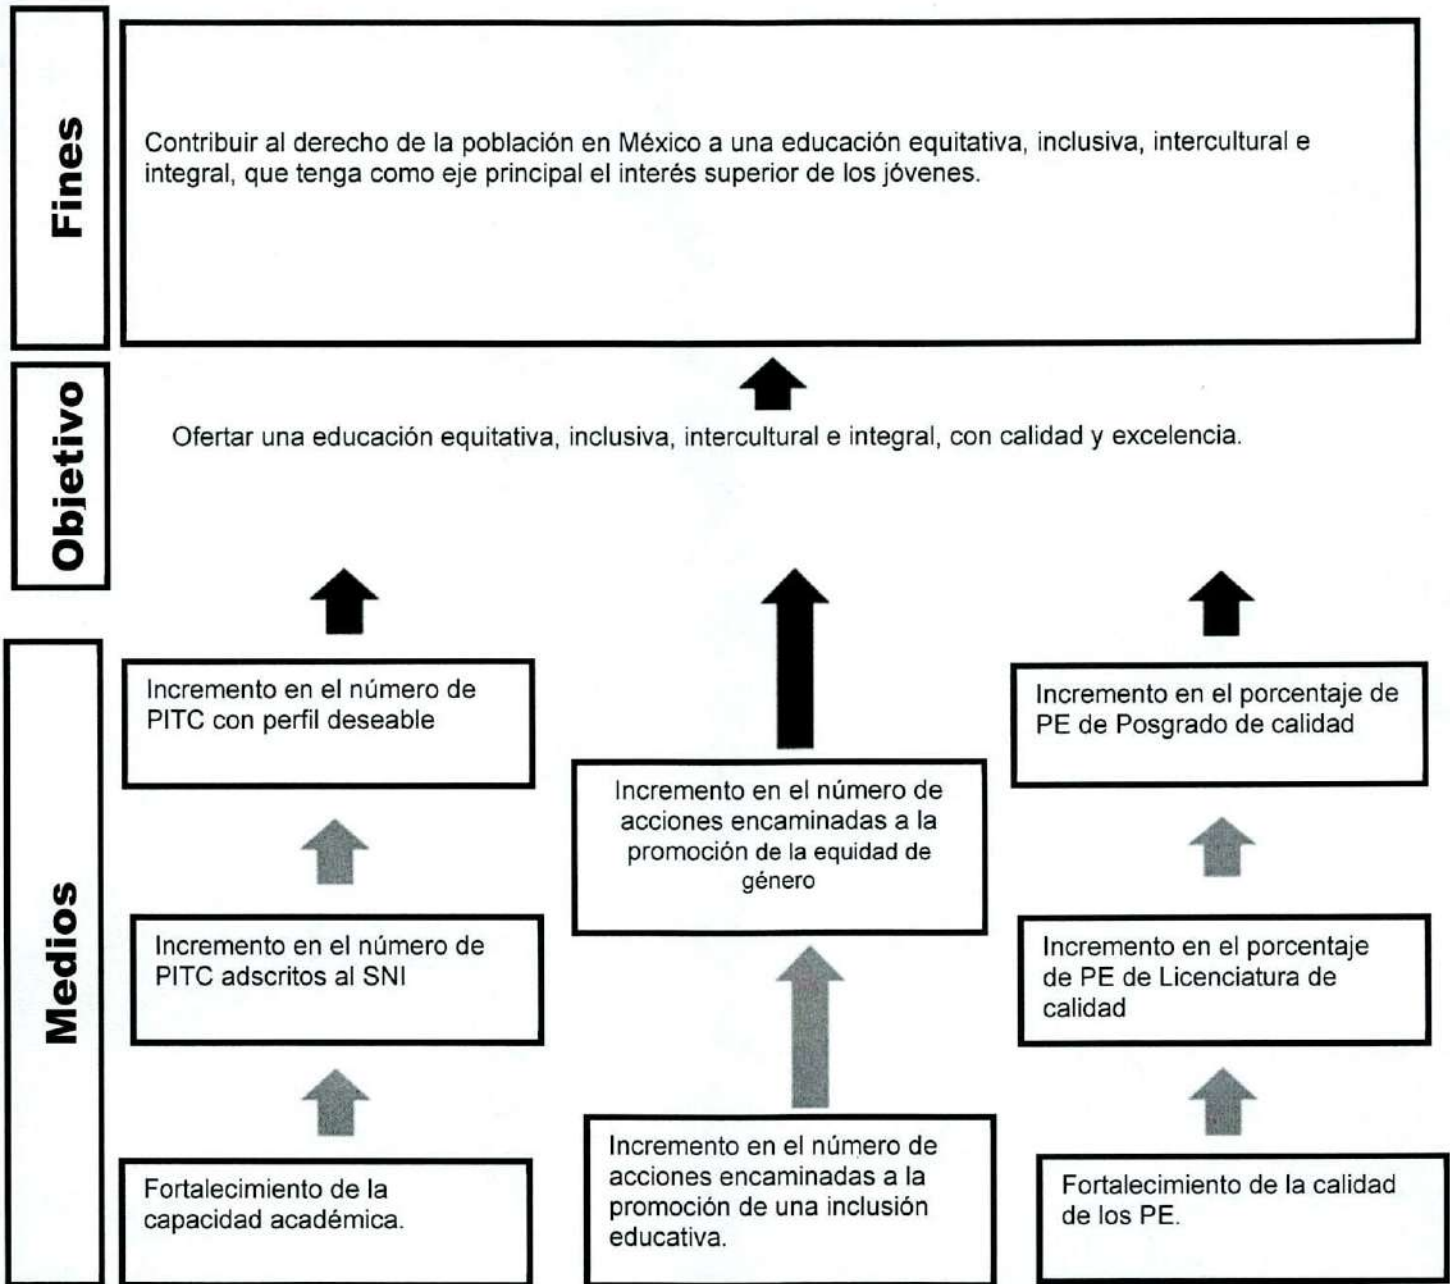 Fines
Contribuir al derecho de la población en México a una educación equitativa, inclusiva, intercultural e
integral, que tenga como eje principal el interés superior de los jóvenes.
Objetivo
Ofertar una educación equitativa, inclusiva, intercultural e integral, con calidad y excelencia.
Medios
Incremento en el número de
PITC con perfil deseable
Incremento en el número de
PITC adscritos al SNI
Fortalecimiento de la
capacidad académica.
Incremento en el número de
acciones encaminadas a la
promoción de la equidad de
género
Incremento en el número de
acciones encaminadas a la
promoción de una inclusión
educativa.
Incremento en el porcentaje de
PE de Posgrado de calidad
Incremento en el porcentaje
de PE de Licenciatura de
calidad
Fortalecimiento de la calidad
de los PE.